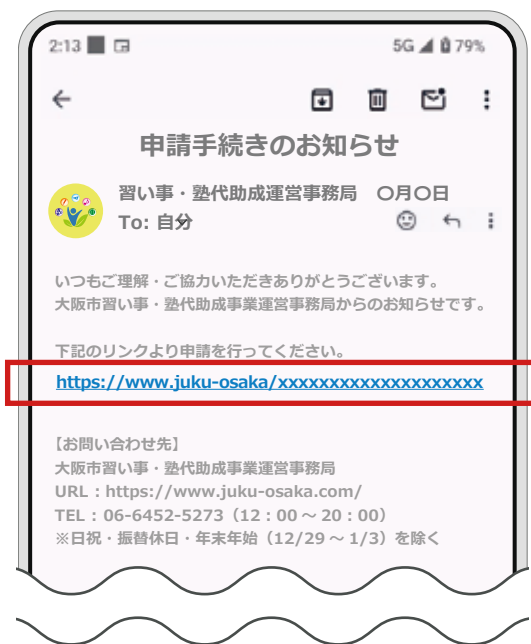 2:13 5G 79%
申請手続きのお知らせ
習い事・塾代助成運営事務局 〇月〇日
To: 自分
いつもご理解・ご協力いただきありがとうございます。
大阪市習い事・塾代助成事業運営事務局からのお知らせです。
下記のリンクより申請を行ってください。
https://www.juku-osaka/xxxxxxxxxxxxxxxxxxxxx
【お問い合わせ先】
大阪市習い事・塾代助成事業運営事務局
URL：https://www.juku-osaka.com/
TEL：06-6452-5273（12：00～20：00）
※日祝・振替休日・年末年始（12/29～1/3）を除く